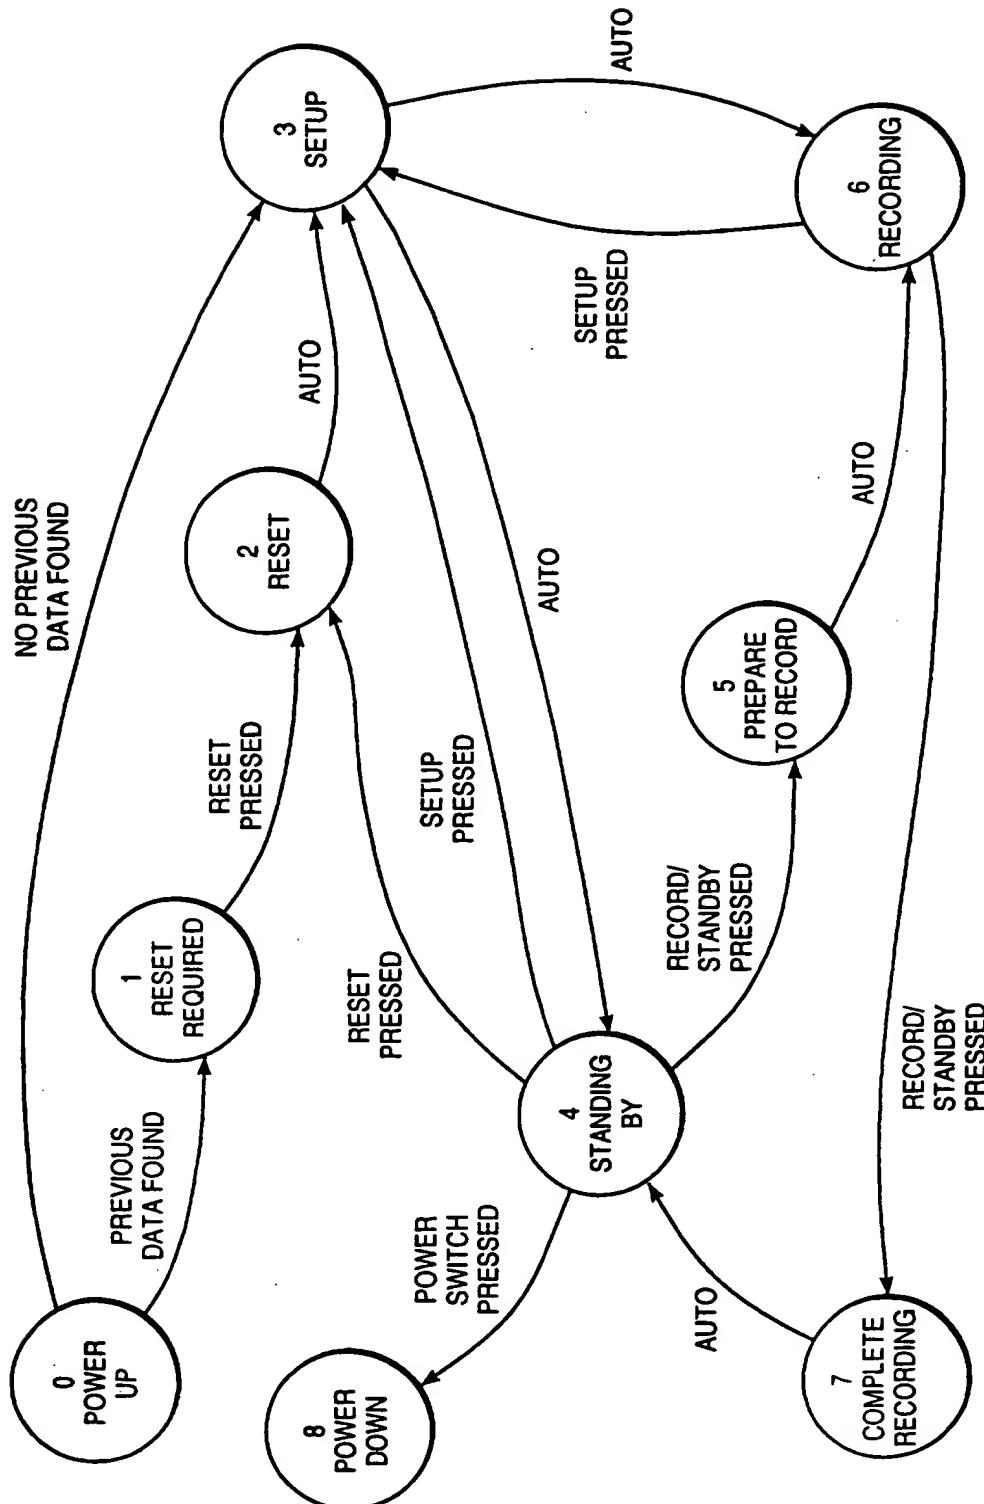 0
POWER
UP
NO PREVIOUS
DATA FOUND
PREVIOUS
DATA FOUND
1
RESET
REQUIRED
RESET
PRESSED
2
RESET
AUTO
3
SETUP
8
POWER
DOWN
POWER
SWITCH
PRESSED
4
STANDING
BY
RESET
PRESSED
SETUP
PRESSED
AUTO
SETUP
PRESSED
AUTO
RECORD/
STANDBY
PRESSED
5
PREPARE
TO RECORD
AUTO
6
RECORDING
7
COMPLETE
RECORDING
AUTO
RECORD/
STANDBY
PRESSED